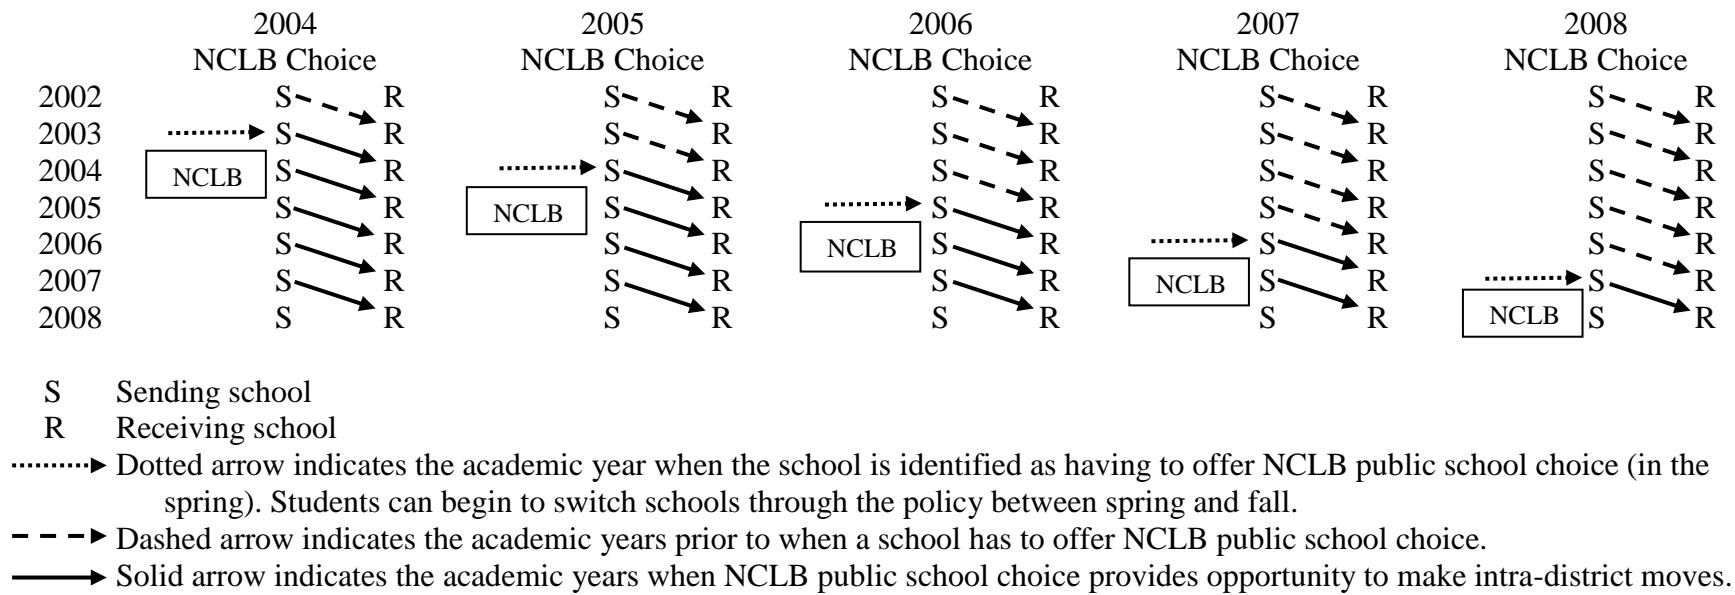 2004 2005 2006 2007 2008
NCLB Choice NCLB Choice NCLB Choice NCLB Choice NCLB Choice
2002 S R S R S R S R S R
2003 S R S R S R S R S R
2004 NCLB S R S R S R S R S R
2005 S R NCLB S R S R S R S R
2006 S R S R NCLB S R S R S R
2007 S R S R S R NCLB S R S R
2008 S R S R S R S R NCLB S R
S Sending school
R Receiving school
Dotted arrow indicates the academic year when the school is identified as having to offer NCLB public school choice (in the
spring). Students can begin to switch schools through the policy between spring and fall.
Dashed arrow indicates the academic years prior to when a school has to offer NCLB public school choice.
Solid arrow indicates the academic years when NCLB public school choice provides opportunity to make intra-district moves.